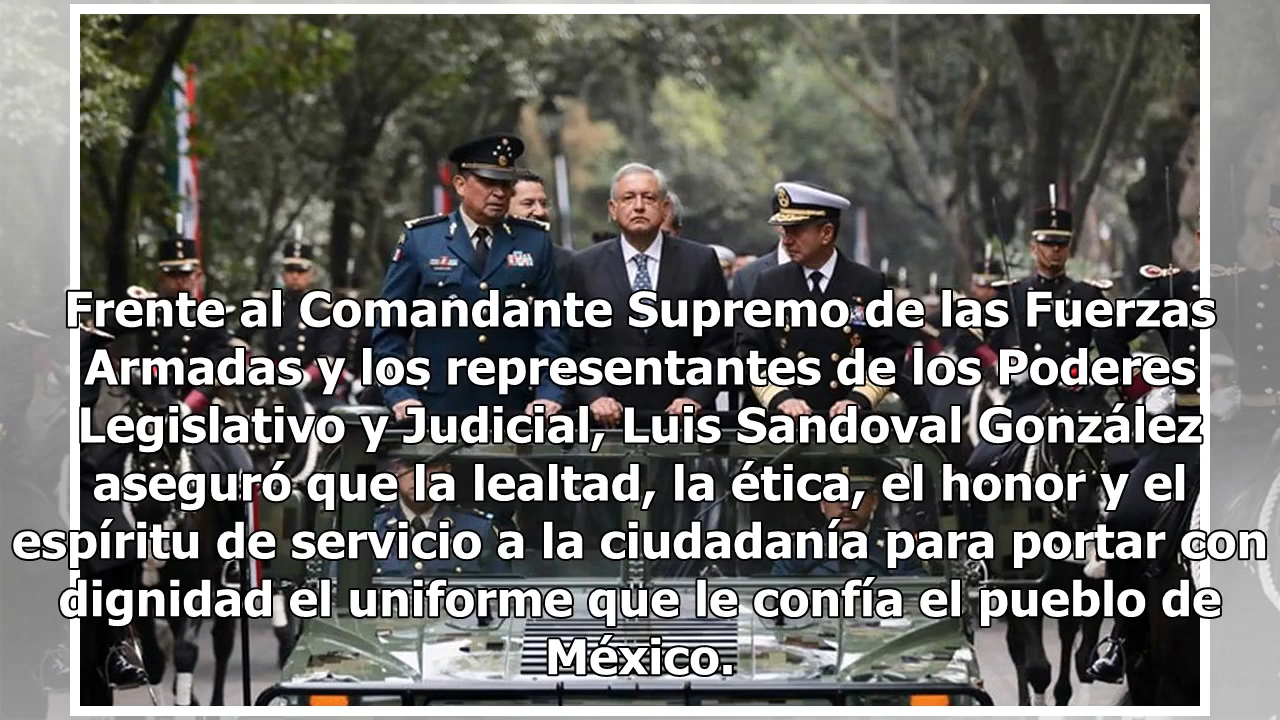 Frente al Comandante Supremo de las Fuerzas
Armadas y los representantes de los Poderes
Legislativo y Judicial, Luis Sandoval González
aseguró que la lealtad, la ética, el honor y el
espíritu de servicio a la ciudadanía para portar con
dignidad el uniforme que le confía el pueblo de
México.